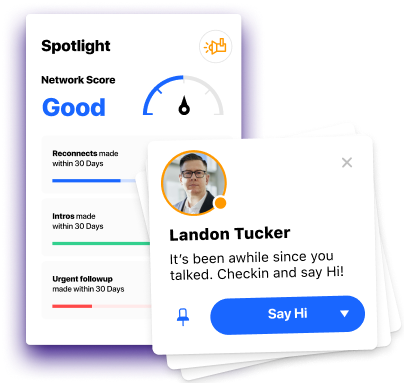 Spotlight
Network Score
Good
Reconnects made
within 30 Days
Intros made
within 30 Days
Urgent followup
made within 30 Days
Landon Tucker
It's been awhile since you
talked. Checkin and say Hi!
Say Hi